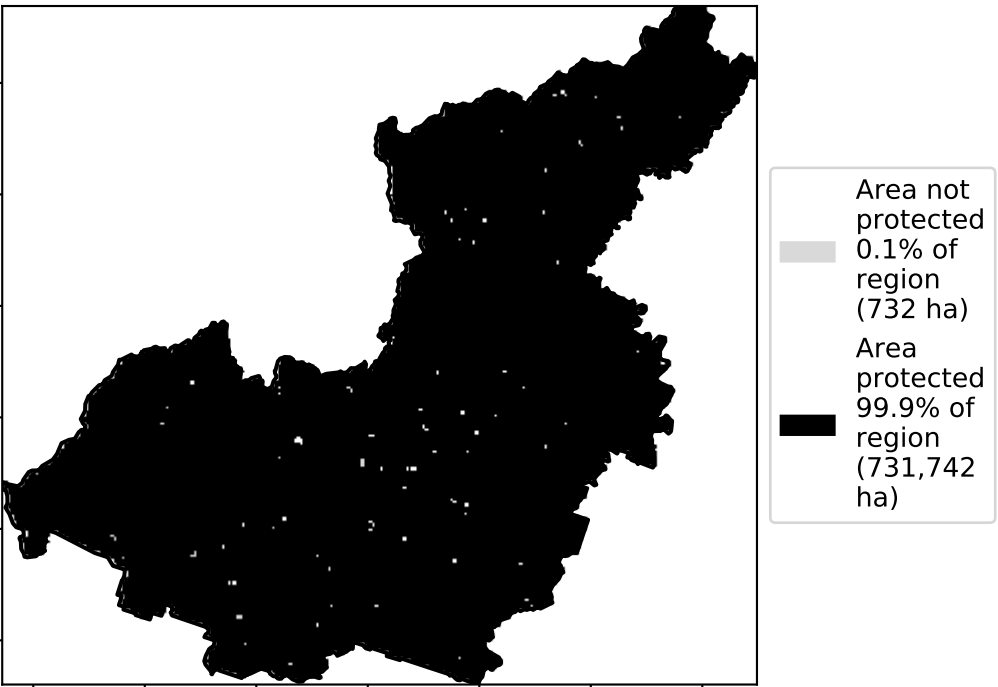 Area not
protected
0.1% of
region
(732 ha)
Area
protected
99.9% of
region
(731,742
ha)